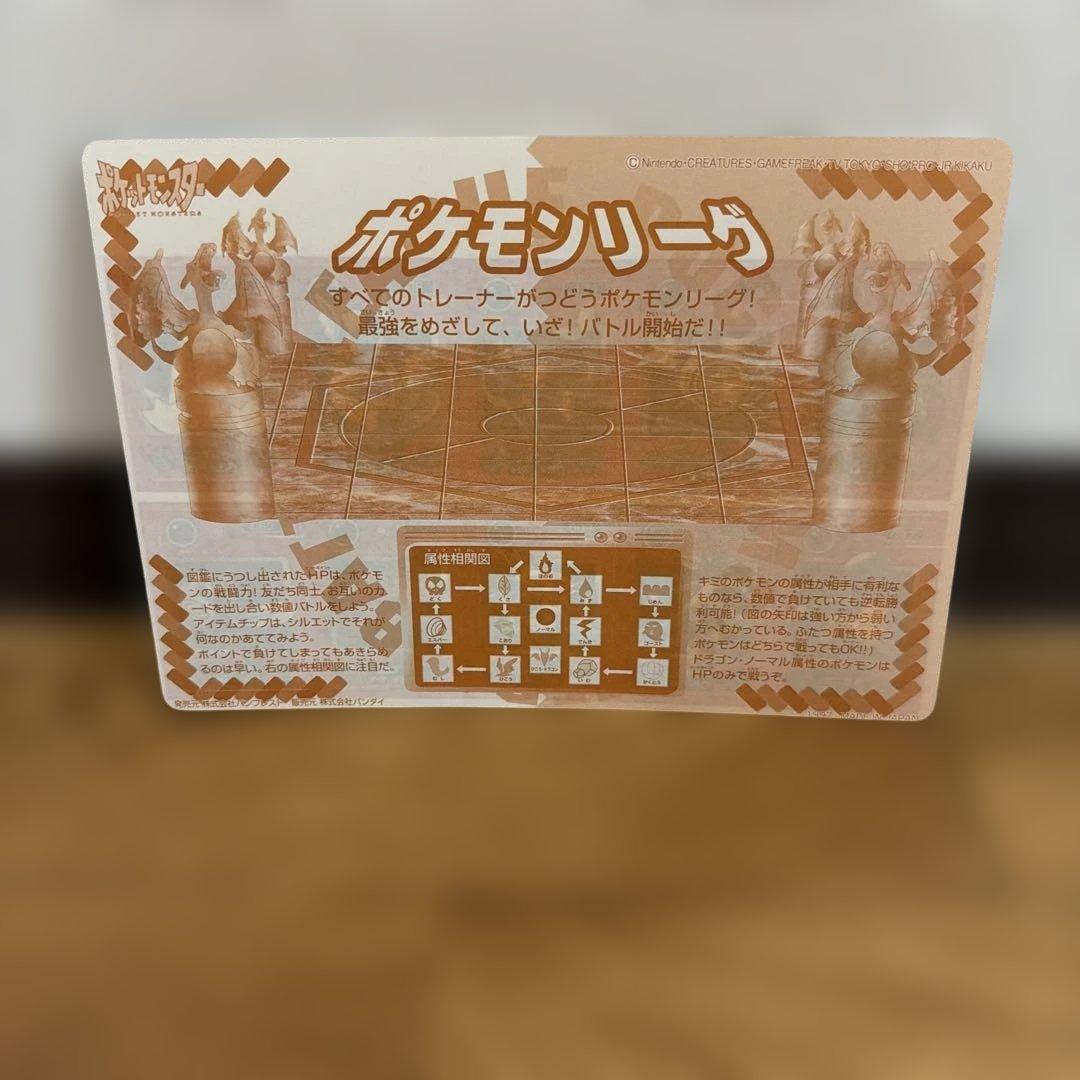 ポケットモンスター
POCKET MONSTERS
©Nintendo・CREATURES・GAMEFREAK・TV TOKYO・SHO-PRO・JR KIKAKU
ポケモンリーグ
すべてのトレーナーがつどうポケモンリーグ!
最強をめざして、いざ!バトル開始だ!!
図鑑にうつし出されたHPは、ポケモ
ンの戦闘力!友だち同士、お互いのカ
ードを出し合い数値バトルをしよう。
アイテムチップは、シルエットでそれが
何なのかあててみよう。
ポイントで負けてしまってもあきらめ
るのは早い。右の属性相関図に注目だ。
属性相関図
ほのお
どく
くさ
みず
じめん
エスパー
こおり
ノーマル
でんき
ゴースト
むし
ひこう
ひこう・ドラゴン
いわ
かくとう
キミのポケモンの属性が相手に有利な
ものなら、数値で負けていても逆転勝
利可能!(図の矢印は強い方から弱い
方へむかっている。ふたつ属性を持つ
ポケモンはどちらで戦ってもOK!!)
ドラゴン・ノーマル属性のポケモンは
HPのみで戦うぞ。
発売元 株式会社バンプレスト・販売元 株式会社バンダイ
1997 MADE IN JAPAN